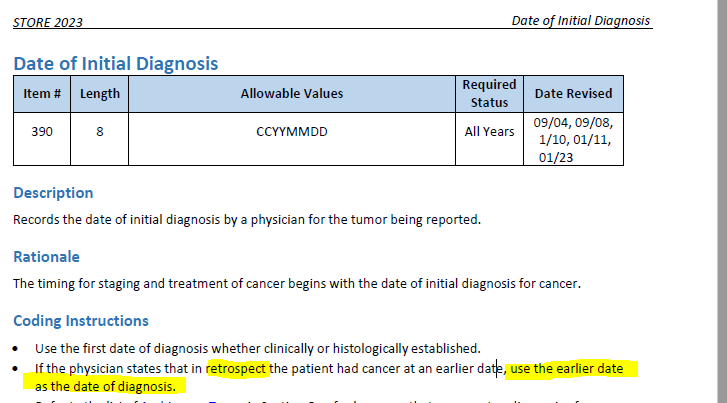 STORE 2023 Date of Initial Diagnosis
Date of Initial Diagnosis
Item # Length Allowable Values Required Status Date Revised
390 8 CCYYMMDD All Years 09/04, 09/08, 1/10, 01/11, 01/23
Description
Records the date of initial diagnosis by a physician for the tumor being reported.
Rationale
The timing for staging and treatment of cancer begins with the date of initial diagnosis for cancer.
Coding Instructions
• Use the first date of diagnosis whether clinically or histologically established.
• If the physician states that in retrospect the patient had cancer at an earlier date, use the earlier date
as the date of diagnosis.